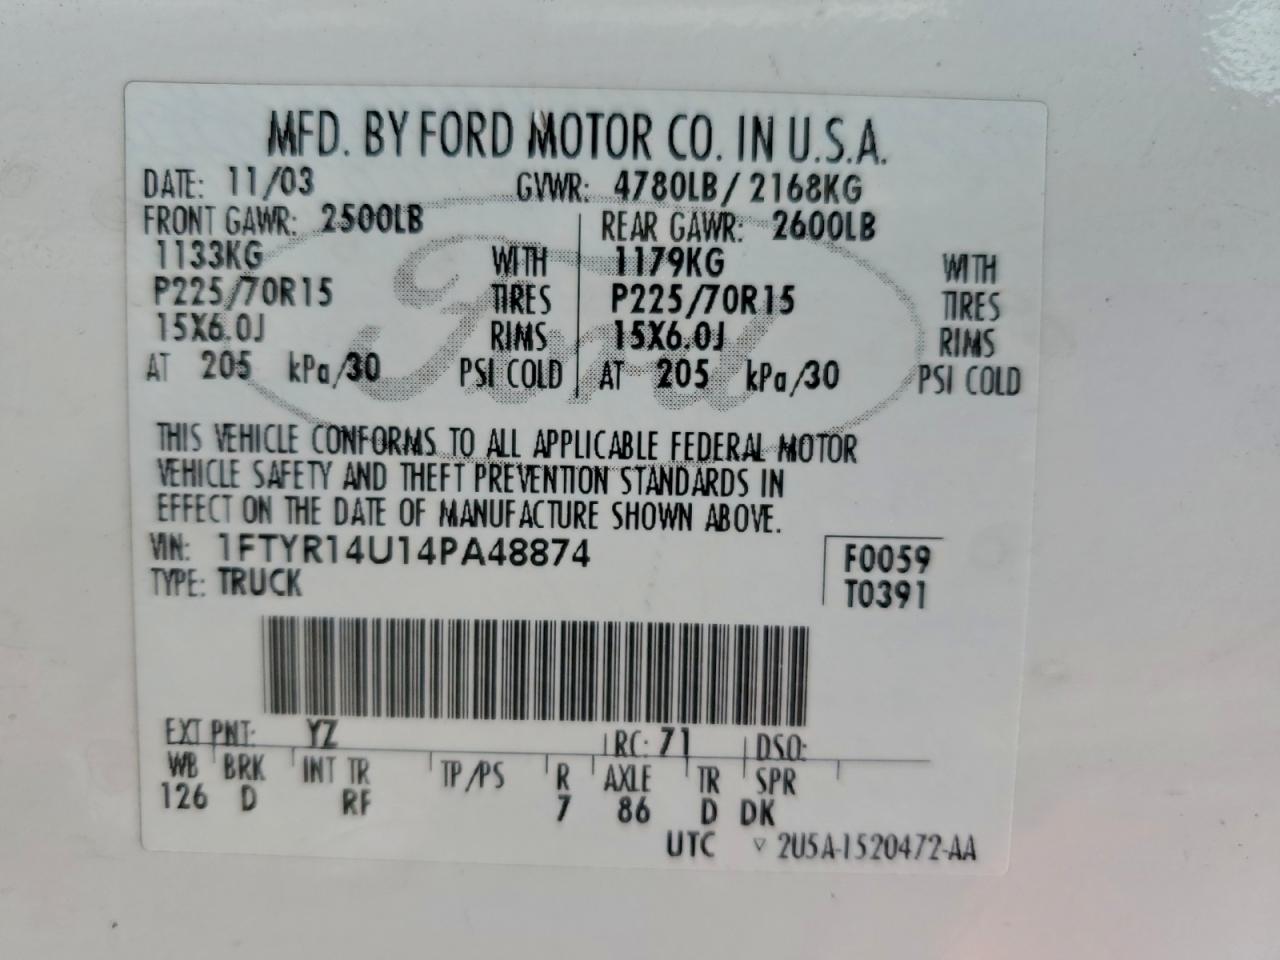 MFD. BY FORD MOTOR CO. IN U.S.A.
DATE: 11/03 GVWR: 4780LB/2168KG
FRONT GAWR: 2500LB REAR GAWR: 2600LB
1133KG WITH 1179KG WITH
P225/70R15 TIRES P225/70R15 TIRES
15X6.0J RIMS 15X6.0J RIMS
AT 205 kPa/30 PSI COLD AT 205 kPa/30 PSI COLD
Ford
THIS VEHICLE CONFORMS TO ALL APPLICABLE FEDERAL MOTOR
VEHICLE SAFETY AND THEFT PREVENTION STANDARDS IN
EFFECT ON THE DATE OF MANUFACTURE SHOWN ABOVE.
VIN: 1FTYR14U14PA48874 F0059
TYPE: TRUCK T0391
EXT PNT: YZ RC: 71 DSO:
WB BRK INT TR TP/PS R AXLE TR SPR
126 D RF 7 86 D DK
UTC ▽ 2U5A-1520472-AA